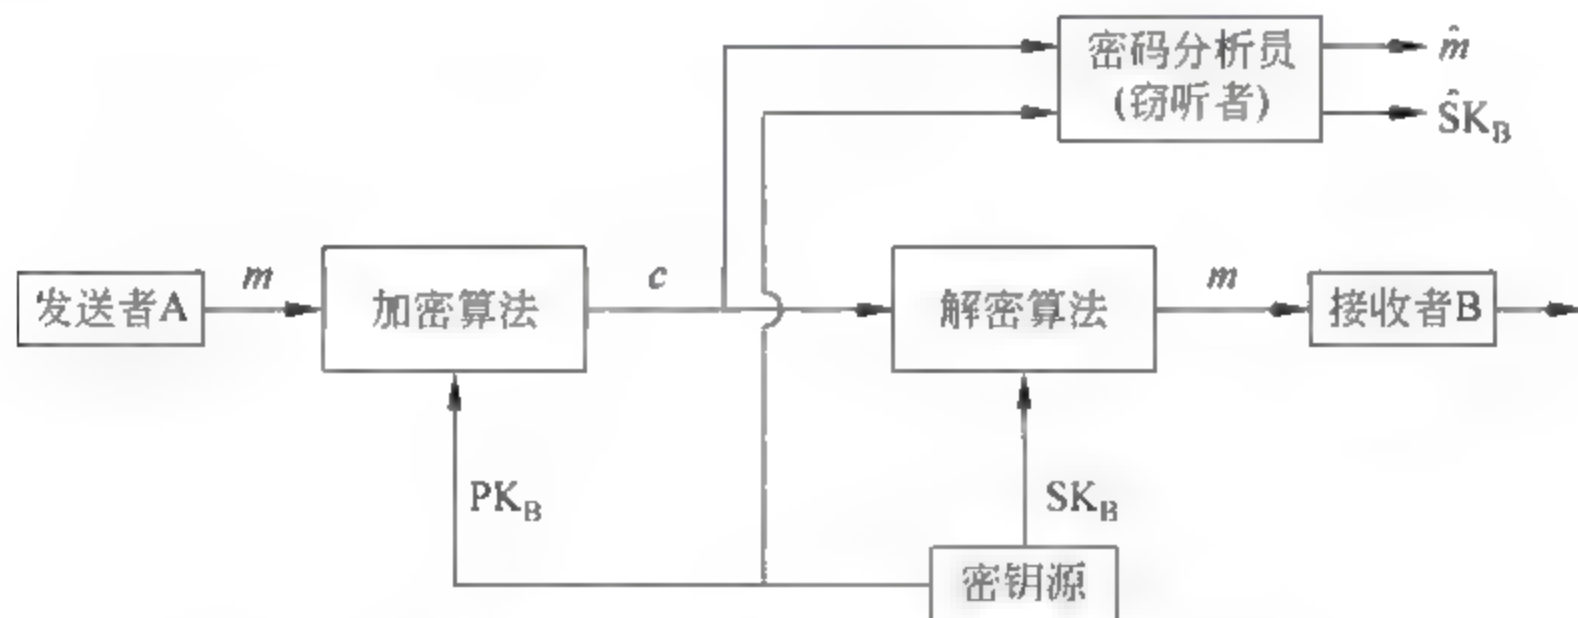 密码分析员
(窃听者)
m̂
ŜK_B
发送者A
m
加密算法
c
解密算法
m
接收者B
PK_B
SK_B
密钥源